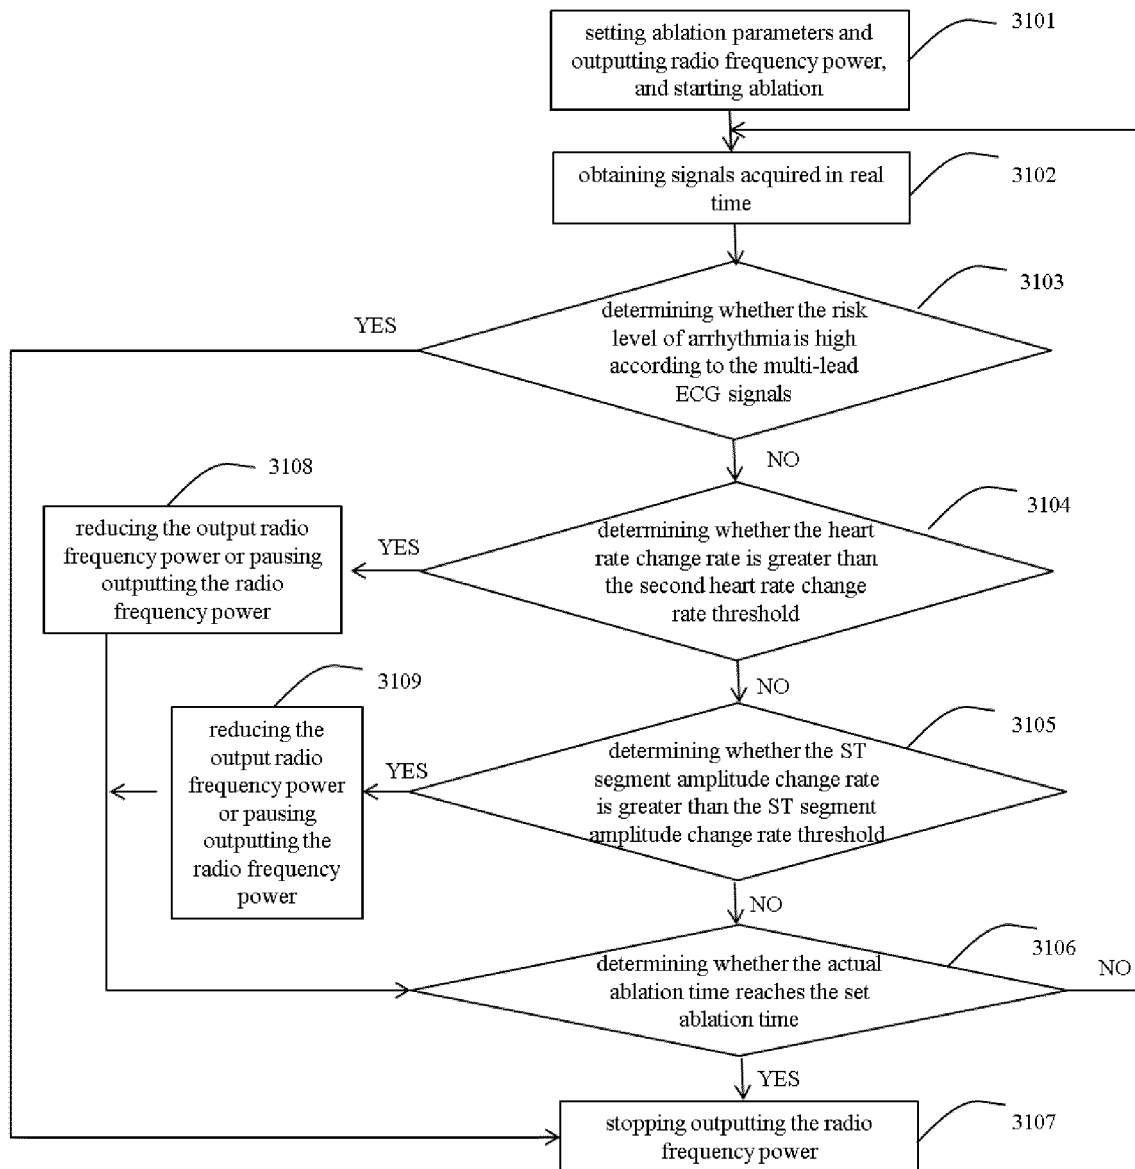 setting ablation parameters and
outputting radio frequency power,
and starting ablation
3101
obtaining signals acquired in real
time
3102
determining whether the risk
level of arrhythmia is high
according to the multi-lead
ECG signals
3103
YES
NO
3108
reducing the output radio
frequency power or pausing
outputting the radio
frequency power
YES
determining whether the heart
rate change rate is greater than
the second heart rate change
rate threshold
3104
NO
3109
reducing the
output radio
frequency power
or pausing
outputting the
radio frequency
power
YES
determining whether the ST
segment amplitude change rate
is greater than the ST segment
amplitude change rate threshold
3105
NO
determining whether the actual
ablation time reaches the set
ablation time
3106
NO
YES
stopping outputting the radio
frequency power
3107